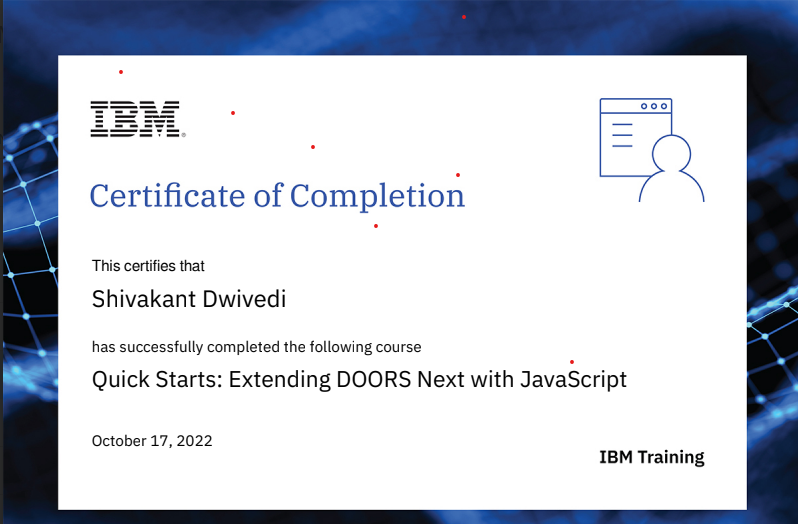 IBM®
Certificate of Completion
This certifies that
Shivakant Dwivedi
has successfully completed the following course
Quick Starts: Extending DOORS Next with JavaScript
October 17, 2022
IBM Training